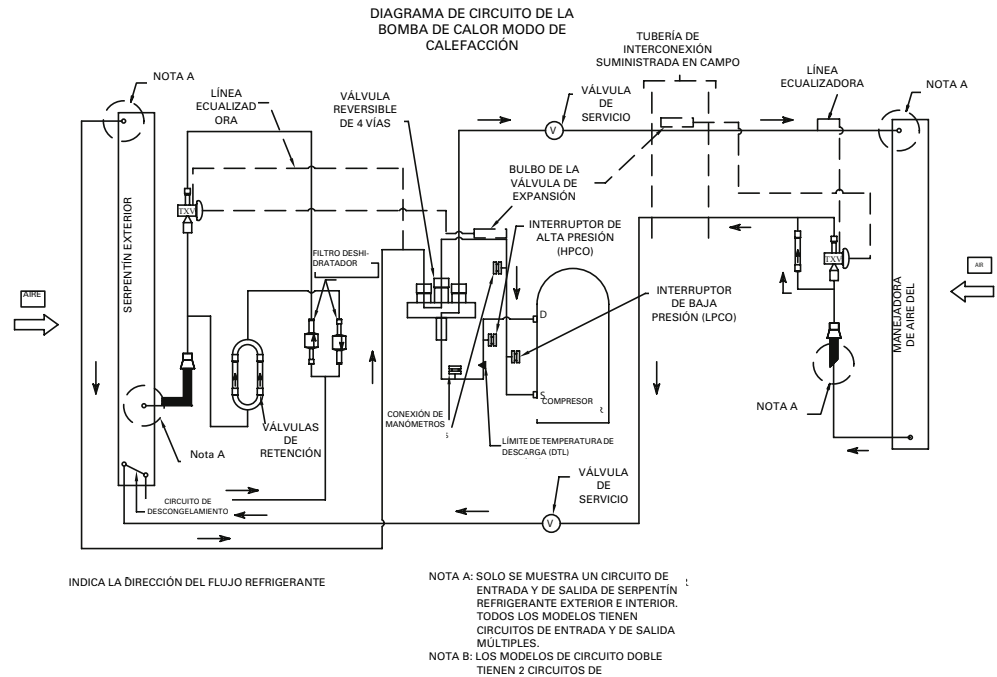 DIAGRAMA DE CIRCUITO DE LA
BOMBA DE CALOR MODO DE
CALEFACCIÓN
TUBERÍA DE
INTERCONEXIÓN
SUMINISTRADA EN CAMPO
NOTA A
LÍNEA
ECUALIZAD
ORA
VÁLVULA
REVERSIBLE
DE 4 VÍAS
VÁLVULA
DE
SERVICIO
V
LÍNEA
ECUALIZADORA
NOTA A
BULBO DE LA
VÁLVULA DE
EXPANSIÓN
INTERRUPTOR DE
ALTA PRESIÓN
(HPCO)
TXV
SERPENTÍN EXTERIOR
FILTRO DESHI-
DRATADOR
INTERRUPTOR
DE BAJA
PRESIÓN (LPCO)
TXV
MANEJADORA
DE AIRE DEL
AIRE
AIR
D
S
COMPRESOR
CONEXIÓN DE
MANÓMETROS
LÍMITE DE TEMPERATURA DE
DESCARGA (DTL)
VÁLVULAS
DE
RETENCIÓN
Nota A
NOTA A
CIRCUITO DE
DESCONGELAMIENTO
VÁLVULA
DE
SERVICIO
V
INDICA LA DIRECCIÓN DEL FLUJO REFRIGERANTE
NOTA A: SOLO SE MUESTRA UN CIRCUITO DE
ENTRADA Y DE SALIDA DE SERPENTÍN
REFRIGERANTE EXTERIOR E INTERIOR.
TODOS LOS MODELOS TIENEN
CIRCUITOS DE ENTRADA Y DE SALIDA
MÚLTIPLES.
NOTA B: LOS MODELOS DE CIRCUITO DOBLE
TIENEN 2 CIRCUITOS DE